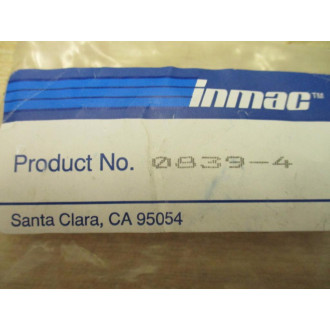 inmac™
Product No. 0839-4
Santa Clara, CA 95054